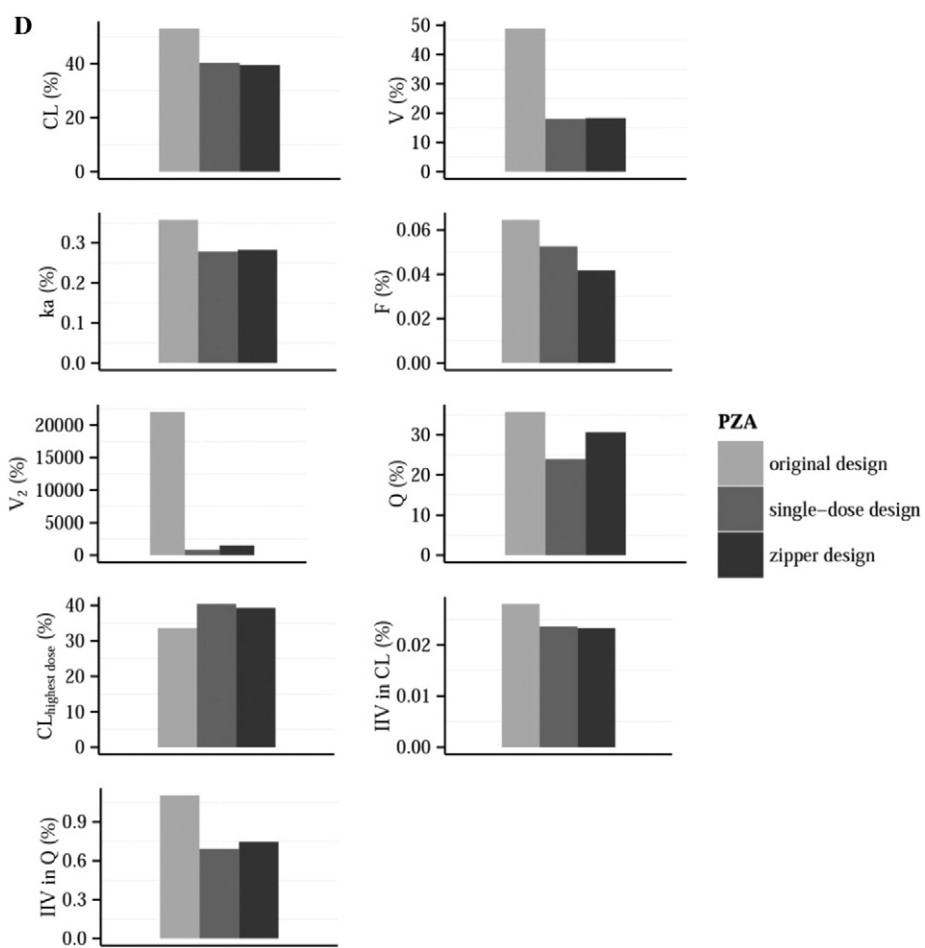 D
CL (%)
40
20
0
V (%)
50
40
30
20
10
0
ka (%)
0.3
0.2
0.1
0.0
F (%)
0.06
0.04
0.02
0.00
V₂ (%)
20000
15000
10000
5000
0
Q (%)
30
20
10
0
PZA
original design
single−dose design
zipper design
CLhighest dose (%)
40
30
20
10
0
IIV in CL (%)
0.02
0.01
0.00
IIV in Q (%)
0.9
0.6
0.3
0.0